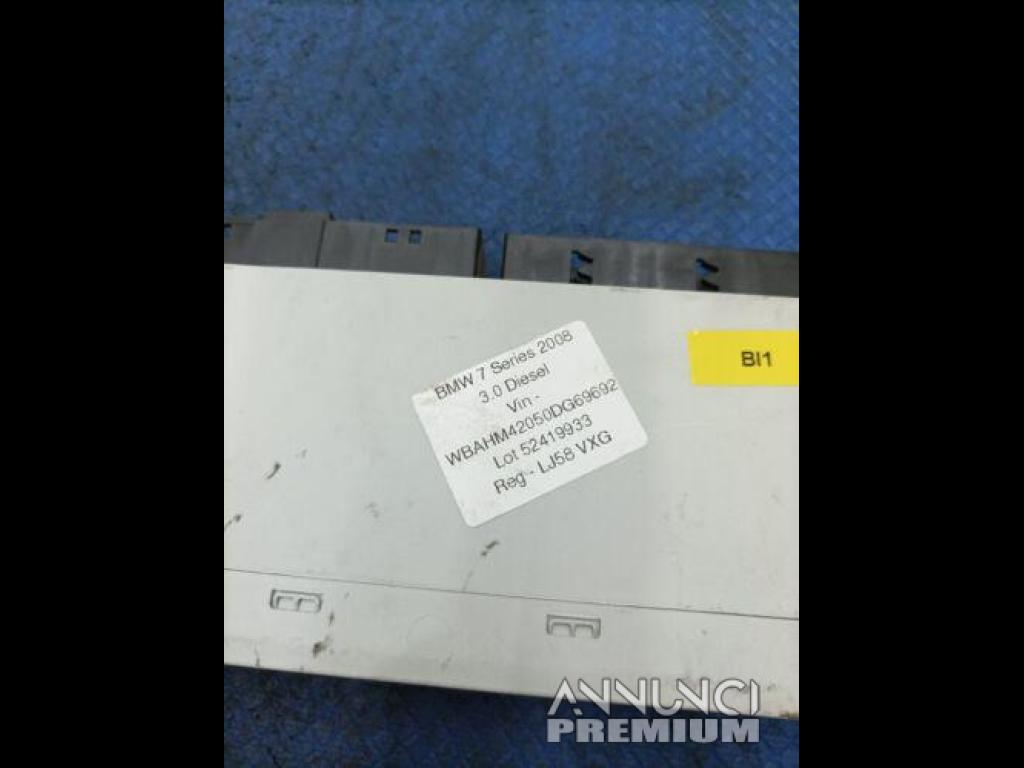 BMW 7 Series 2008
3.0 Diesel
Vin -
WBAHM42050DG69692
Lot 52419933
Reg - LJ58 VXG
BI1
ANNUNCI
PREMIUM